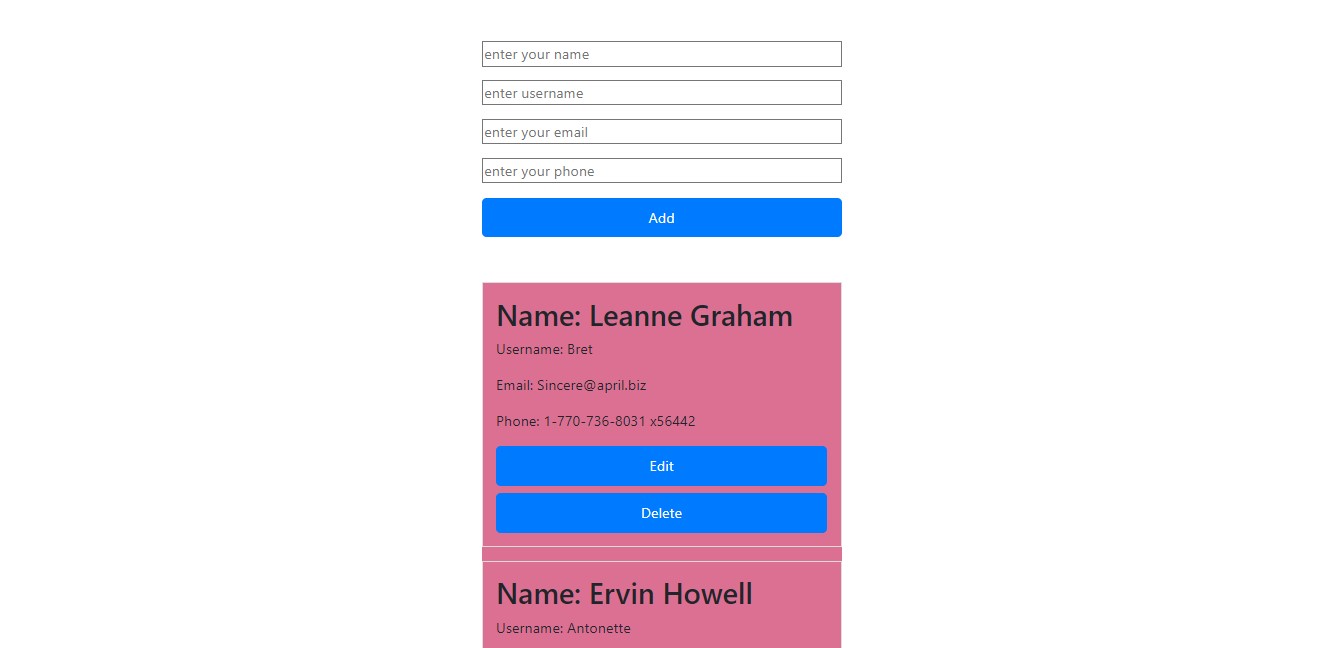 enter your name
enter username
enter your email
enter your phone
Add
Name: Leanne Graham
Username: Bret
Email: Sincere@april.biz
Phone: 1-770-736-8031 x56442
Edit
Delete
Name: Ervin Howell
Username: Antonette